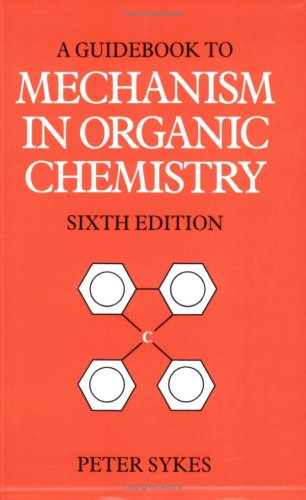 A GUIDEBOOK TO
MECHANISM
IN ORGANIC
CHEMISTRY
SIXTH EDITION
C
PETER SYKES